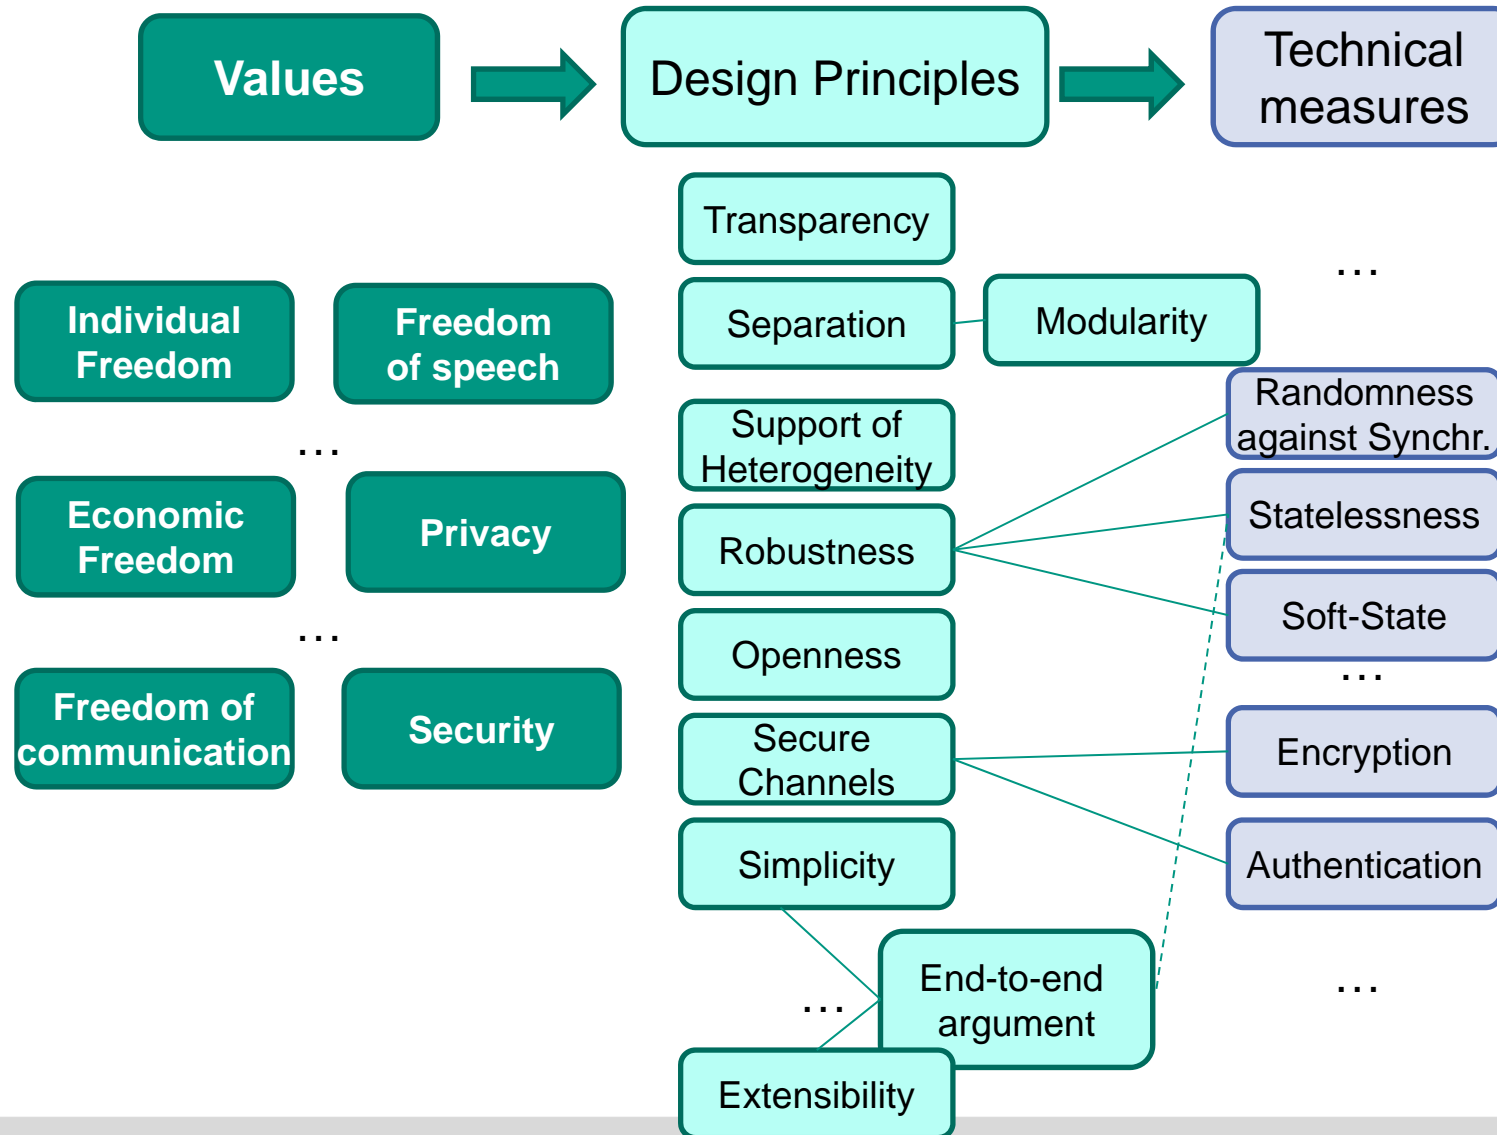 Values
Design Principles
Technical
measures
Transparency
Separation
Modularity
…
Individual
Freedom
Freedom
of speech
…
Support of
Heterogeneity
Randomness
against Synchr.
Economic
Freedom
Privacy
Robustness
Statelessness
Soft-State
…
…
Openness
Freedom of
communication
Security
Secure
Channels
Encryption
Simplicity
Authentication
…
End-to-end
argument
…
Extensibility